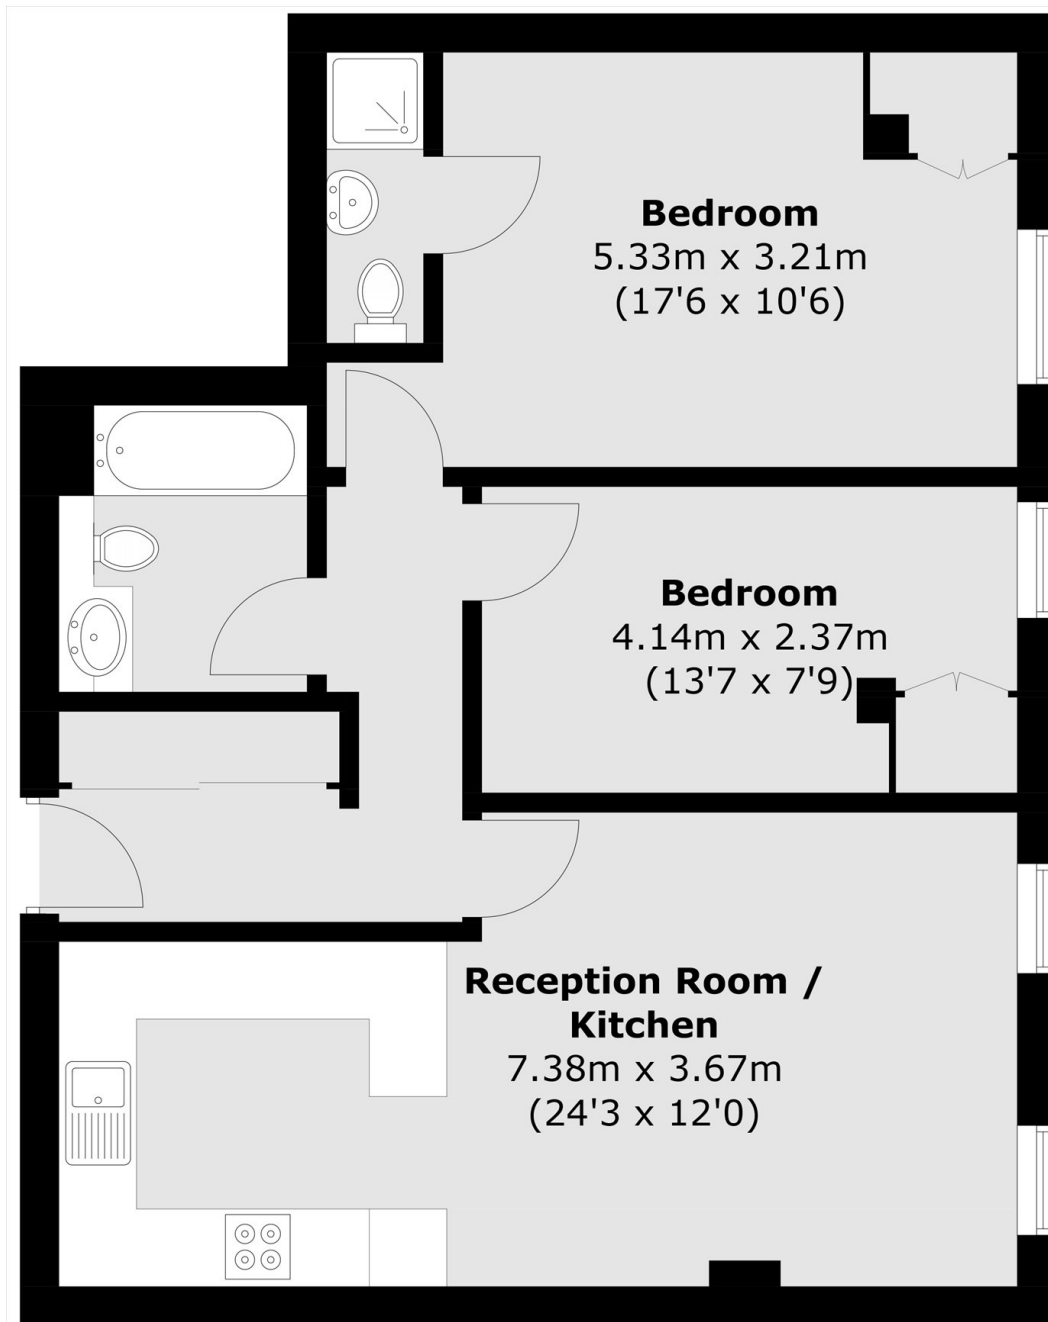 Bedroom
5.33m x 3.21m
(17'6 x 10'6)
Bedroom
4.14m x 2.37m
(13'7 x 7'9)
Reception Room /
Kitchen
7.38m x 3.67m
(24'3 x 12'0)